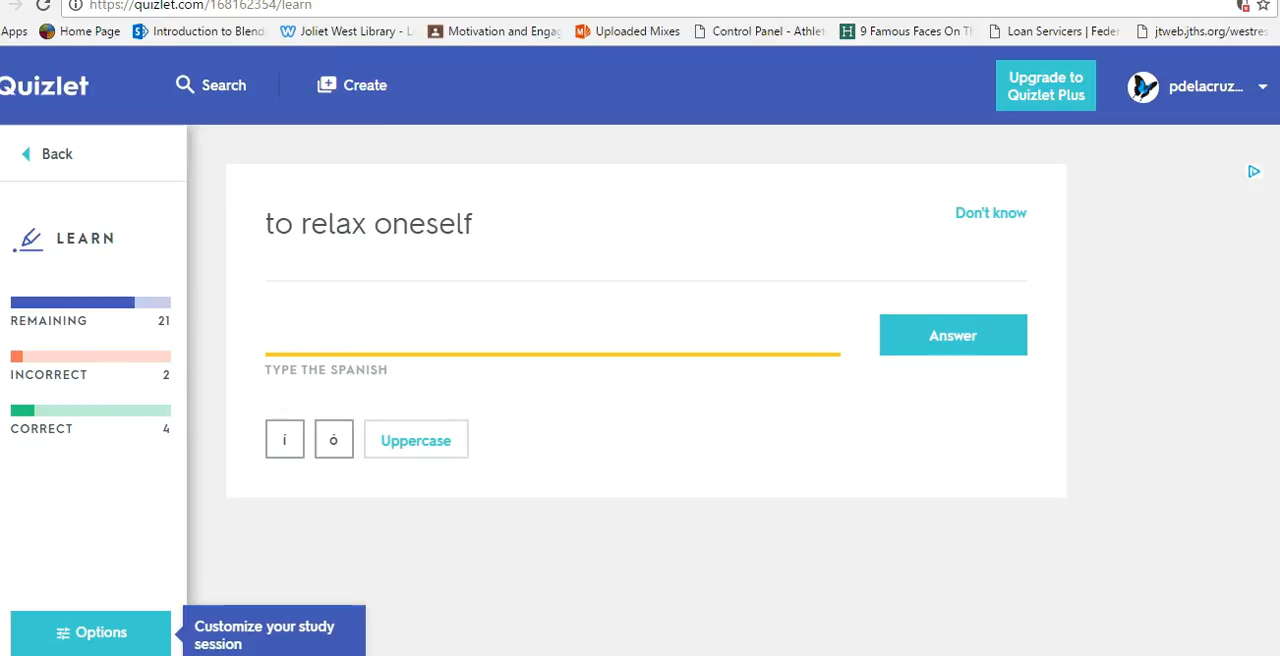 https://quizlet.com/168162354/learn
Apps Home Page Introduction to Blend Joliet West Library - L Motivation and Engag Uploaded Mixes Control Panel - Athlet 9 Famous Faces On Th Loan Servicers | Feder jtweb.jths.org/westres
Quizlet Search Create
Upgrade to
Quizlet Plus
pdelacruz...
Back
LEARN
REMAINING 21
INCORRECT 2
CORRECT 4
Options
Customize your study
session
to relax oneself
Don't know
Answer
TYPE THE SPANISH
í ó Uppercase